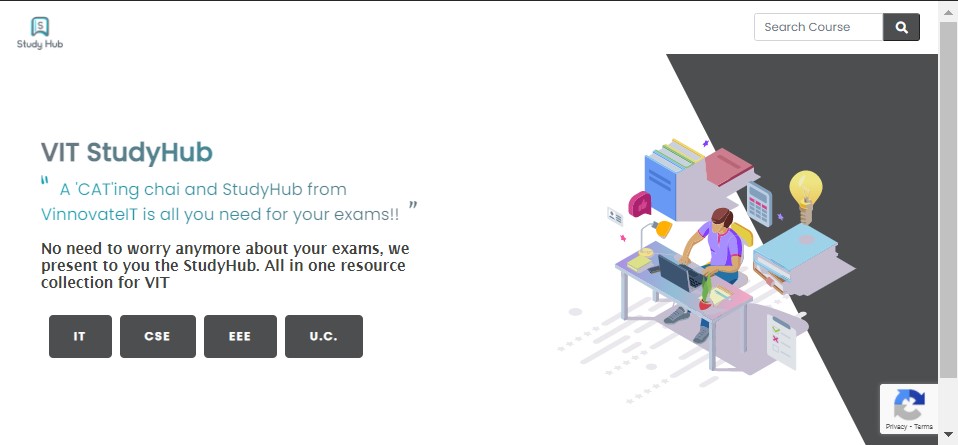 S
Study Hub
Search Course
VIT StudyHub
" A 'CAT'ing chai and StudyHub from
VinnovateIT is all you need for your exams!! "
No need to worry anymore about your exams, we
present to you the StudyHub. All in one resource
collection for VIT
IT CSE EEE U.C.
Privacy - Terms